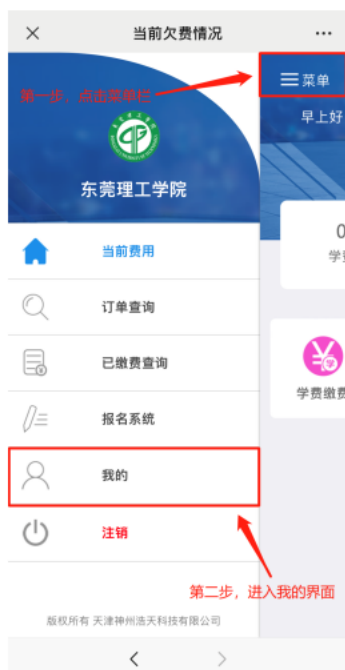 当前欠费情况
第一步，点击菜单栏
菜单
早上好
东莞理工学院
0
学费
当前费用
订单查询
已缴费查询
学费缴费
报名系统
我的
注销
第二步，进入我的界面
版权所有 天津神州浩天科技有限公司